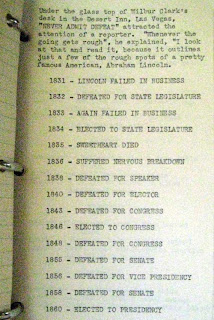 Under the glass top of Wilbur Clark's
desk in the Desert Inn, Las Vegas,
"NEVER ADMIT DEFEAT" attracted the
attention of a reporter. "Whenever the
going gets rough", he explained, "I look
at that and read it, because it outlines
just a few of the rough spots of a pretty
Famous American, Abraham Lincoln.
1831 - LINCOLN FAILED IN BUSINESS
1832 - DEFEATED FOR STATE LEGISLATURE
1833 - AGAIN FAILED IN BUSINESS
1834 - ELECTED TO STATE LEGISLATURE
1835 - SWEETHEART DIED
1836 - SUFFERED NERVOUS BREAKDOWN
1838 - DEFEATED FOR SPEAKER
1840 - DEFEATED FOR ELECTOR
1843 - DEFEATED FOR CONGRESS
1846 - ELECTED TO CONGRESS
1848 - DEFEATED FOR CONGRESS
1855 - DEFEATED FOR SENATE
1856 - DEFEATED FOR VICE PRESIDENCY
1858 - DEFEATED FOR SENATE
1860 - ELECTED TO PRESIDENCY